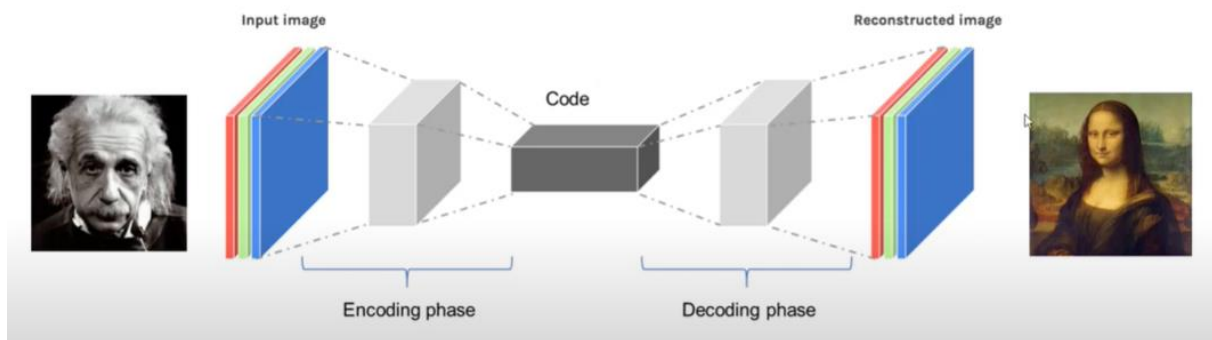 Input image
Reconstructed image
Code
Encoding phase
Decoding phase